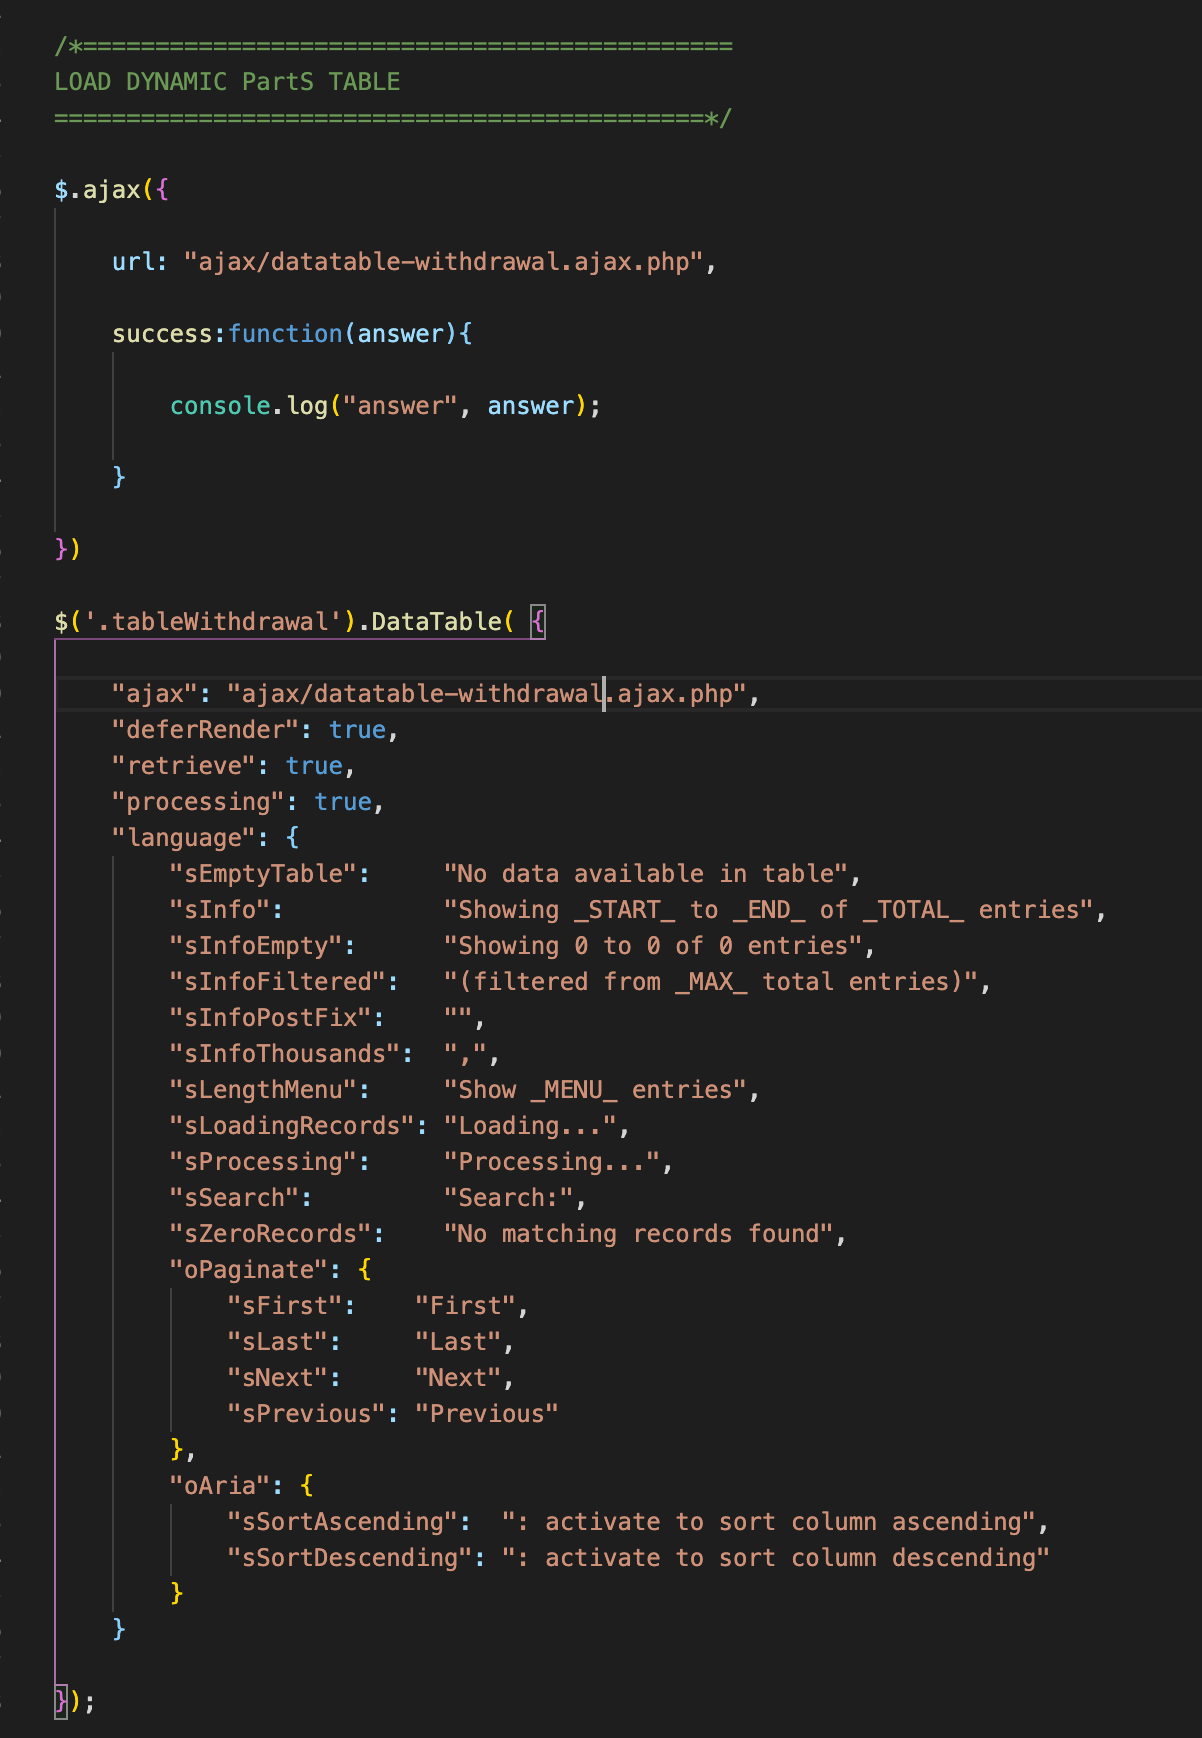 /*=============================================
LOAD DYNAMIC PartS TABLE
=============================================*/
$.ajax({
url: "ajax/datatable-withdrawal.ajax.php",
success:function(answer){
console.log("answer", answer);
}
})
$('.tableWithdrawal').DataTable( {
"ajax": "ajax/datatable-withdrawal.ajax.php",
"deferRender": true,
"retrieve": true,
"processing": true,
"language": {
"sEmptyTable":     "No data available in table",
"sInfo":           "Showing _START_ to _END_ of _TOTAL_ entries",
"sInfoEmpty":      "Showing 0 to 0 of 0 entries",
"sInfoFiltered":   "(filtered from _MAX_ total entries)",
"sInfoPostFix":    "",
"sInfoThousands":  ",",
"sLengthMenu":     "Show _MENU_ entries",
"sLoadingRecords": "Loading...",
"sProcessing":     "Processing...",
"sSearch":         "Search:",
"sZeroRecords":    "No matching records found",
"oPaginate": {
"sFirst":    "First",
"sLast":     "Last",
"sNext":     "Next",
"sPrevious": "Previous"
},
"oAria": {
"sSortAscending":  ": activate to sort column ascending",
"sSortDescending": ": activate to sort column descending"
}
}
});